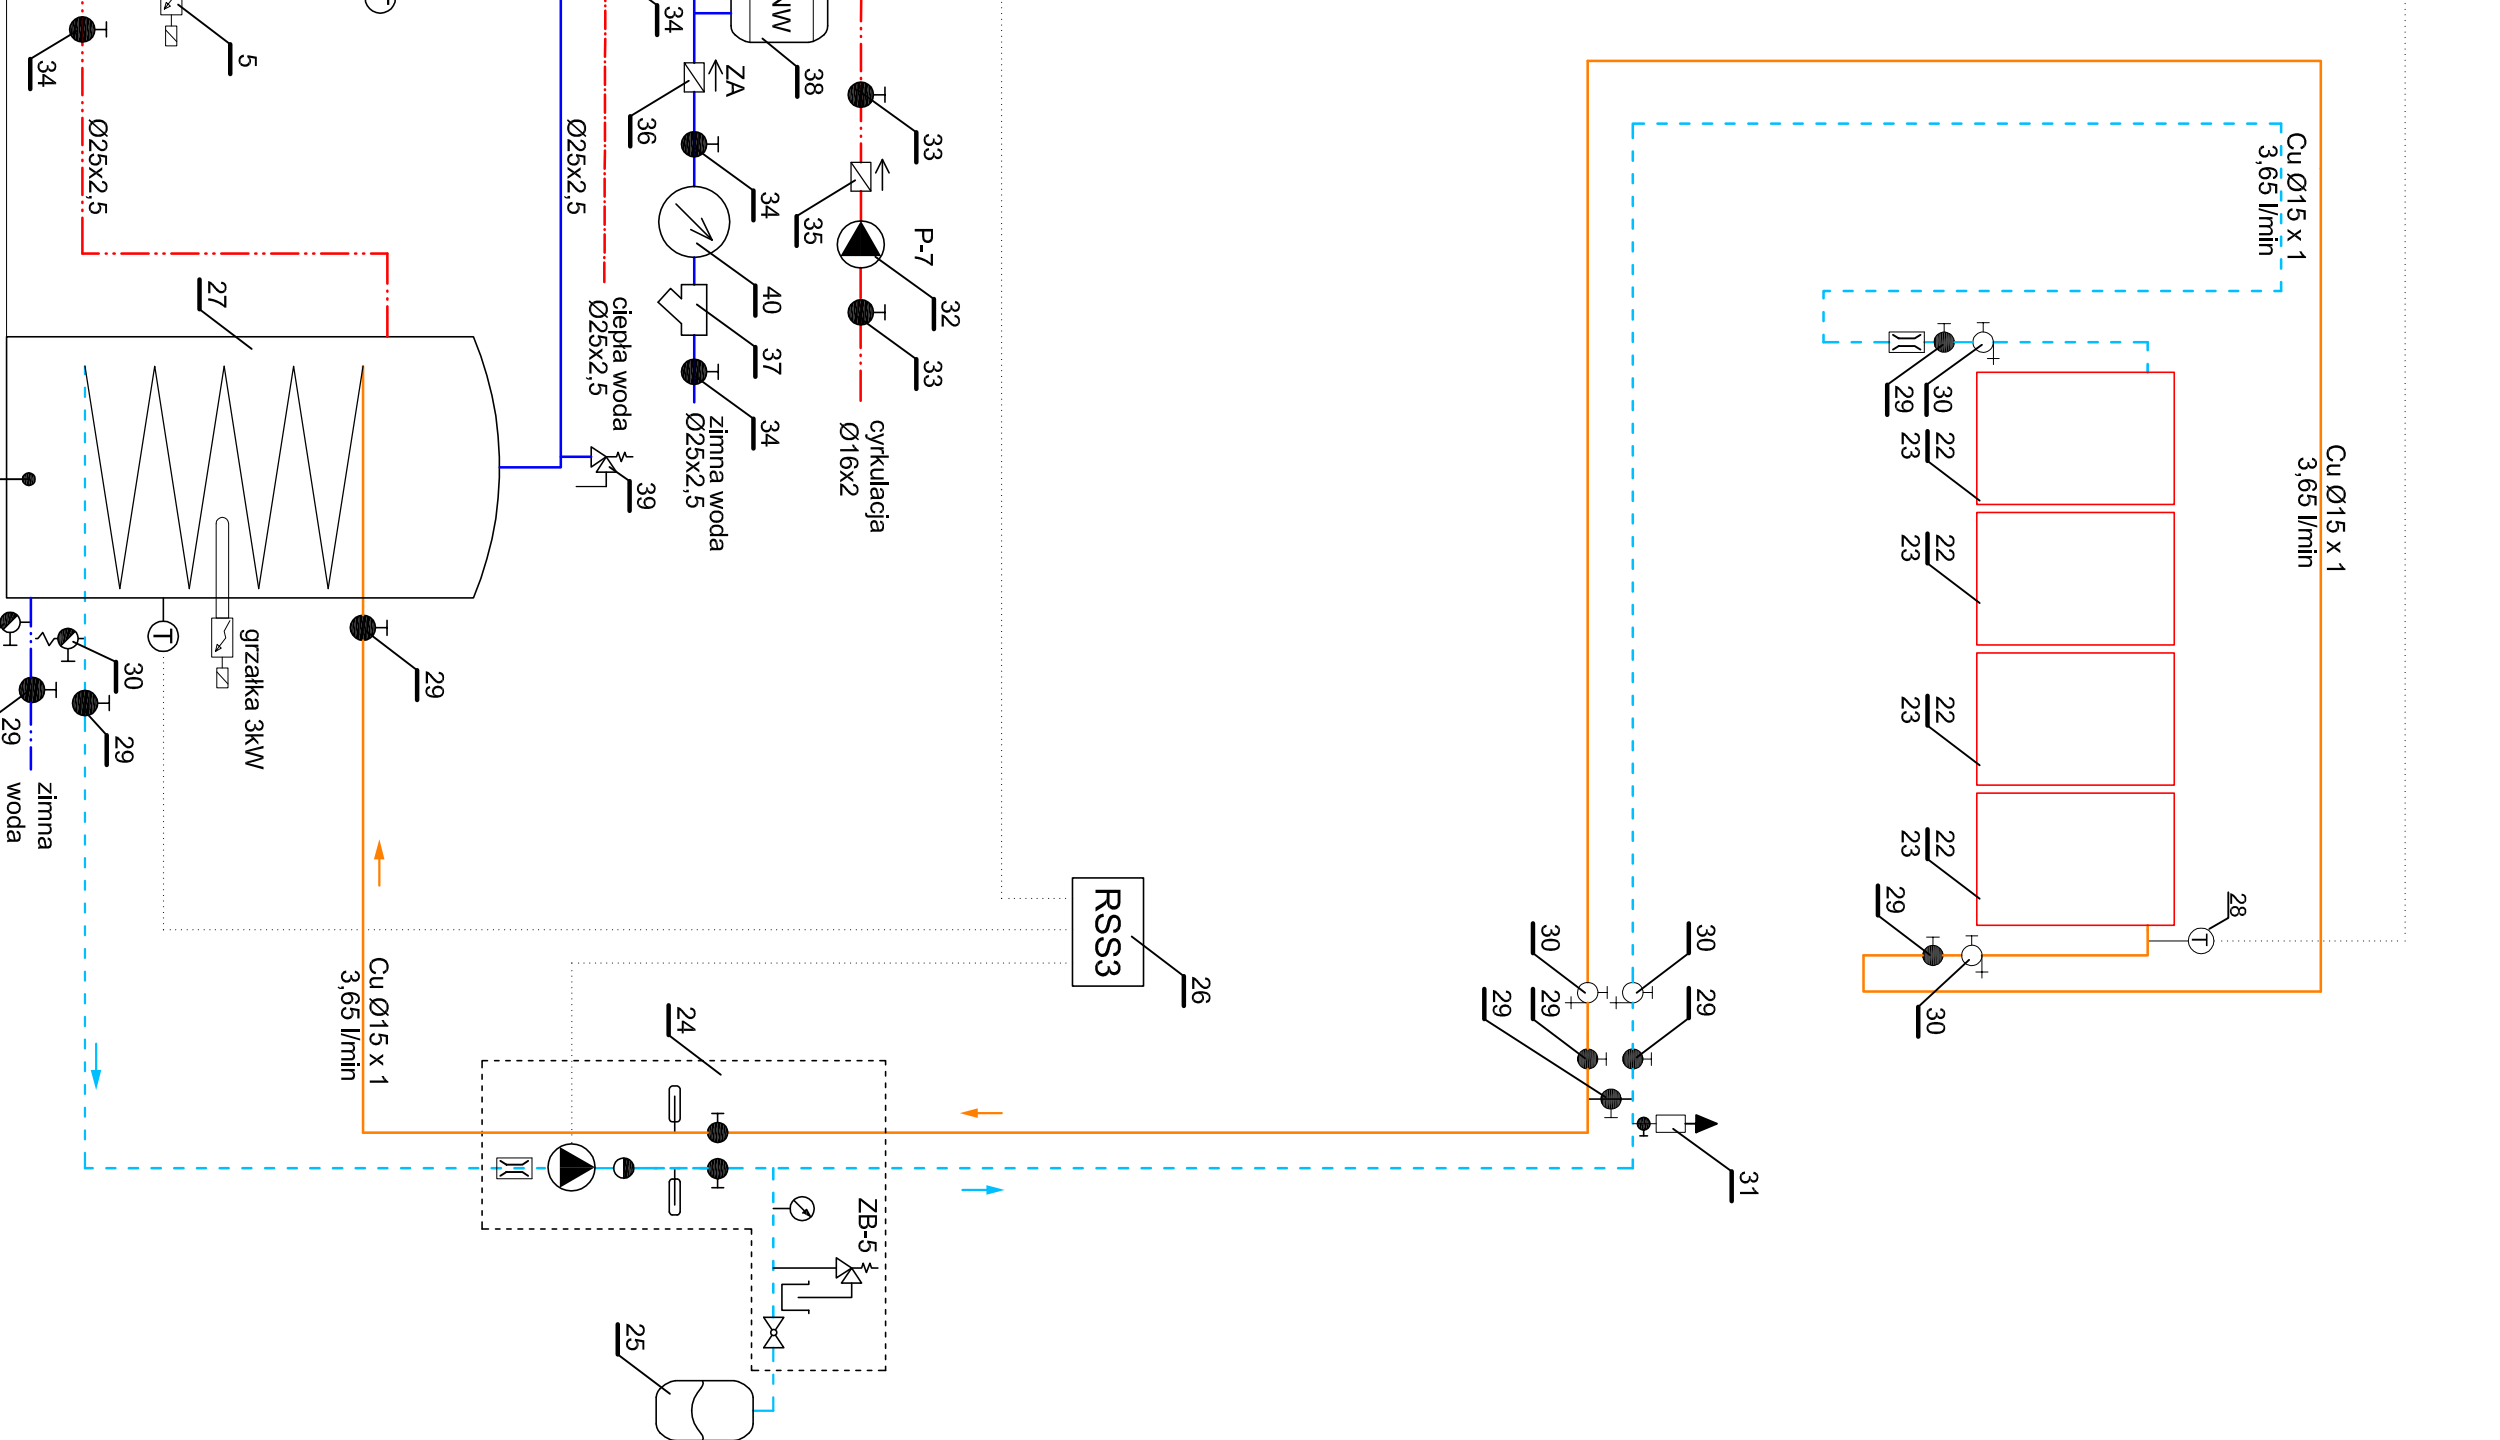 34
5
34
NW
38
ZA
36
33
Ø25x2,5
Ø25x2,5
34
35
P-7
33
32
40
37
34
33
27
ciepła woda
Ø25x2,5
zimna woda
Ø25x2,5
cyrkulacja
Ø16x2
39
Cu Ø15 x 1
3,65 l/min
Cu Ø15 x 1
3,65 l/min
29
30
22
23
22
23
22
23
22
23
29
28
T
30
T
grzałka 3kW
30
29
29
29
zimna
woda
RSS3
26
Cu Ø15 x 1
3,65 l/min
24
30
30
29
29
29
31
ZB-5
25